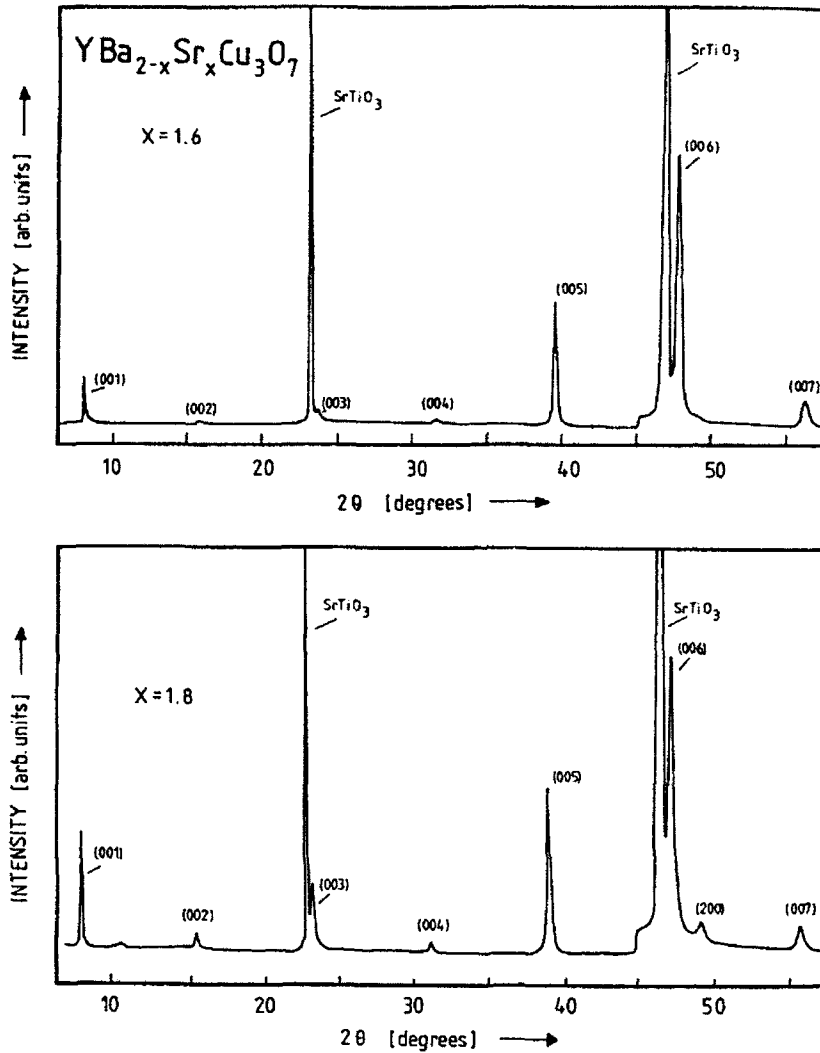 YBa₂₋ₓSrₓCu₃O₇
SrTiO₃
SrTiO₃
X = 1.6
(001)
(002)
(003)
(004)
(005)
(006)
(007)
INTENSITY [arb.units]
10 20 30 40 50
2θ [degrees]
SrTiO₃
SrTiO₃
X = 1.8
(001)
(002)
(003)
(004)
(005)
(006)
(200)
(007)
INTENSITY [arb.units]
10 20 30 40 50
2θ [degrees]